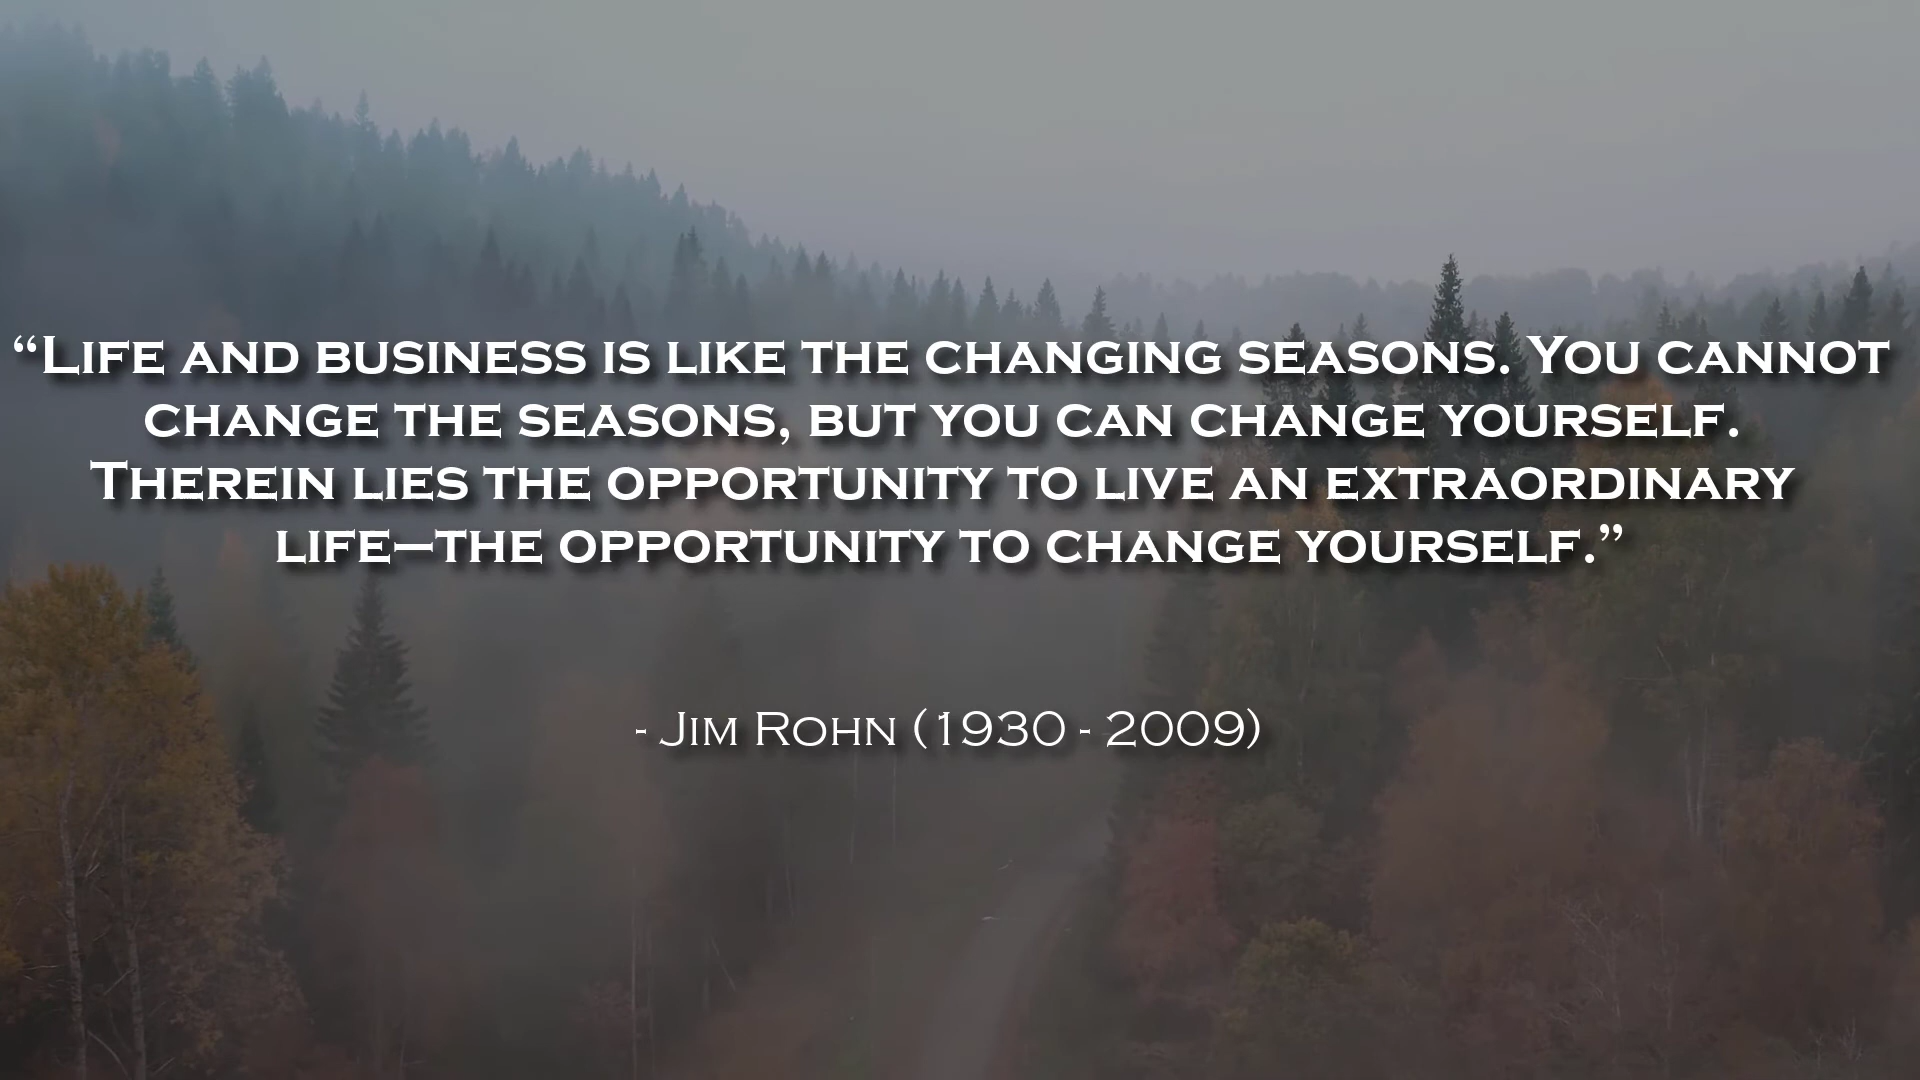 “Life and business is like the changing seasons. You cannot
change the seasons, but you can change yourself.
Therein lies the opportunity to live an extraordinary
life—the opportunity to change yourself.”
- Jim Rohn (1930 - 2009)